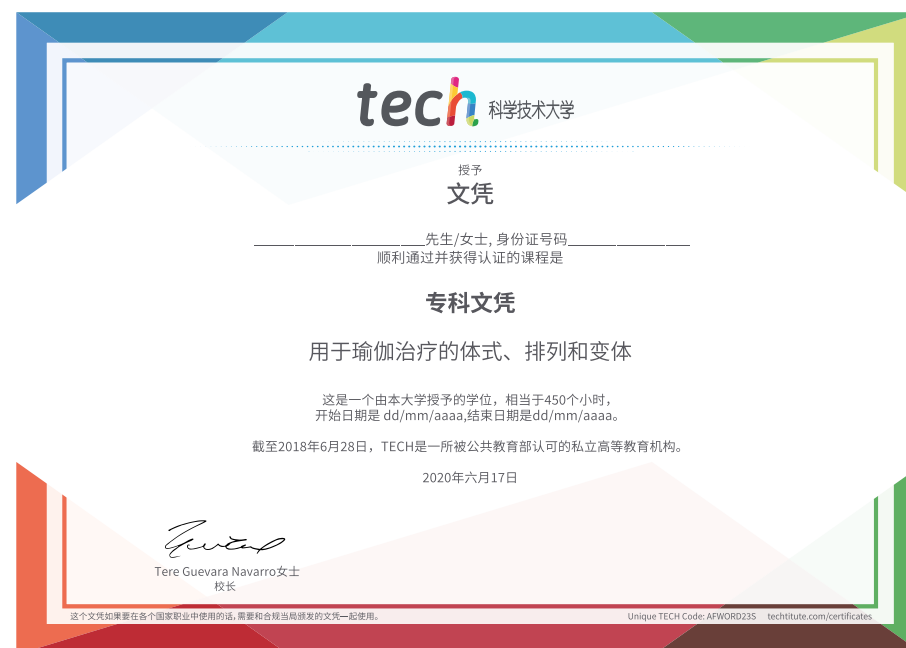 tech 科学技术大学
授予
文凭
______________________先生/女士, 身份证号码_______________
顺利通过并获得认证的课程是
专科文凭
用于瑜伽治疗的体式、排列和变体
这是一个由本大学授予的学位，相当于450个小时，
开始日期是 dd/mm/aaaa,结束日期是dd/mm/aaaa。
截至2018年6月28日，TECH是一所被公共教育部认可的私立高等教育机构。
2020年六月17日
Tere Guevara Navarro女士
校长
这个文凭如果要在各个国家职业中使用的话,需要和合规当局颁发的文凭一起使用。
Unique TECH Code: AFWORD23S techtitute.com/certificates